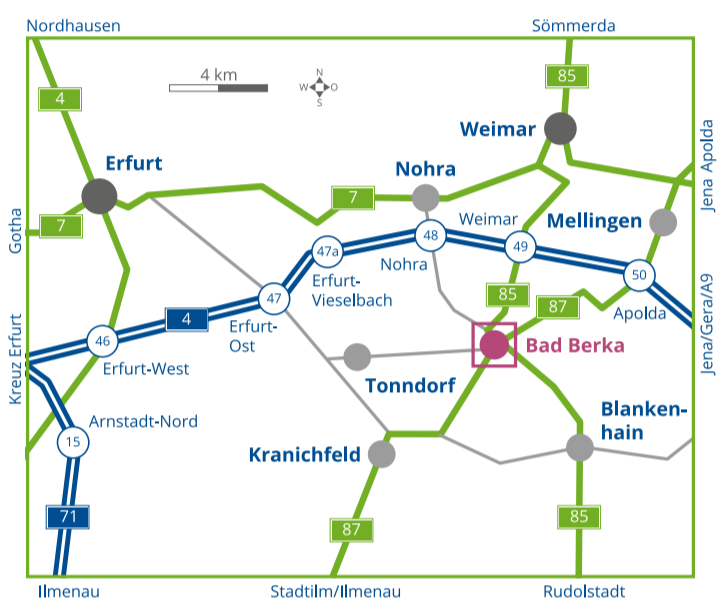 Nordhausen
Sömmerda
4 km
N
W
O
S
85
4
Weimar
Jena Apolda
Erfurt
Nohra
7
Weimar
Mellingen
Gotha
7
48
49
Nohra
47a
50
Erfurt-
Vieselbach
85
87
Apolda
47
4
Erfurt-
Ost
Jena/Gera/A9
Kreuz Erfurt
46
Erfurt-West
Bad Berka
Tonndorf
Arnstadt-Nord
15
Blanken-
hain
Kranichfeld
71
87
85
Ilmenau
Stadtilm/Ilmenau
Rudolstadt